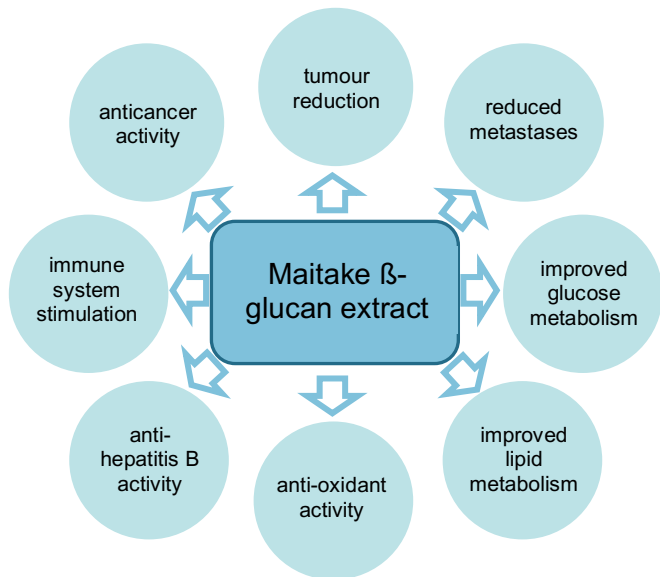 tumour
reduction
anticancer
activity
reduced
metastases
immune
system
stimulation
Maitake ß-
glucan extract
improved
glucose
metabolism
anti-
hepatitis B
activity
anti-oxidant
activity
improved
lipid
metabolism